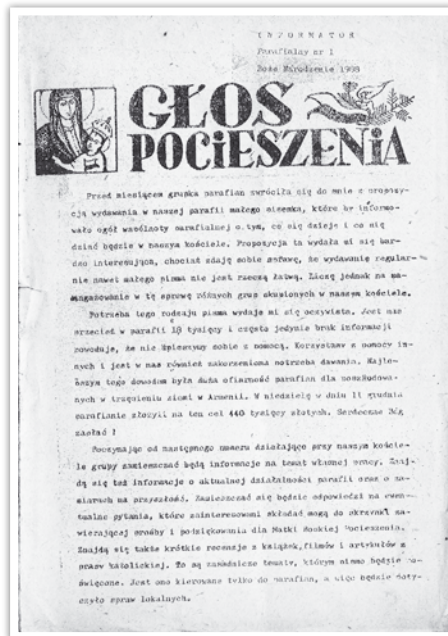 INFORMATOR
Parafialny nr 1
Boże Narodzenie 1988
GŁOS
POCIESZENIA
Przed miesiącem grupka parafian zwróciła się do mnie z propozy-
cją wydawania w naszej parafii małego pisemka, które by informo-
wało ogół wspólnoty parafialnej o tym, co się dzieje i co się
dziać będzie w naszym kościele. Propozycja ta wydała mi się bar-
dzo interesująca, chociaż zdaję sobie sprawę, że wydawanie regular-
nie nawet małego pisma nie jest rzeczą łatwą. Liczę jednak na za-
angażowanie w tę sprawę różnych grup skupionych w naszym kościele.
Potrzeba tego rodzaju pisma wydaje mi się oczywista. Jest nas
przecież w parafii 18 tysięcy i często jedynie brak informacji
powoduje, że nie śpieszymy sobie z pomocą. Korzystamy z pomocy in-
nych i jest w nas również zakorzeniona potrzeba dawania. Najle-
pszym tego dowodem była duża ofiarność parafian dla poszkodowa-
nych w trzęsieniu ziemi w Armenii. W niedzielę w dniu 11 grudnia
parafianie złożyli na ten cel 440 tysięcy złotych. Serdeczne Bóg
zapłać !
Poczynając od następnego numeru działające przy naszym koście-
le grupy zamieszczać będą informacje na temat własnej pracy. Znaj-
dą się też informacje o aktualnej działalności parafii oraz o za-
miarach na przyszłość. Zamieszczać się będzie odpowiedzi na ewen-
tualne pytania, które zainteresowani składać mogą do skrzynki za-
wierającej prośby i podziękowania dla Matki Boskiej Pocieszenia.
Znajdą się także krótkie recenzje z książek, filmów i artykułów z
prasy katolickiej. To są zasadnicze tematy, którym pismo będzie po-
święcone. Jest ono kierowane tylko do parafian, a więc będzie doty-
czyło spraw lokalnych.